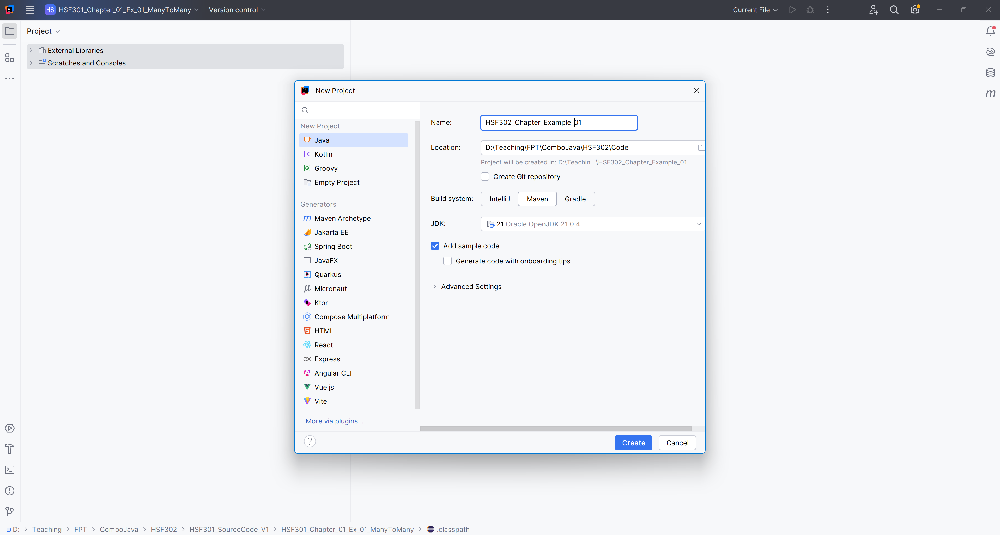 HS HSF301_Chapter_01_Ex_01_ManyToMany Version control Current File
Project
External Libraries
Scratches and Consoles
New Project
New Project
Java
Kotlin
Groovy
Empty Project
Generators
Maven Archetype
Jakarta EE
Spring Boot
JavaFX
Quarkus
Micronaut
Ktor
Compose Multiplatform
HTML
React
ex Express
Angular CLI
Vue.js
Vite
More via plugins...
Name: HSF302_Chapter_Example_01
Location: D:\Teaching\FPT\ComboJava\HSF302\Code
Project will be created in: D:\Teachin...\HSF302_Chapter_Example_01
Create Git repository
Build system: IntelliJ Maven Gradle
JDK: 21 Oracle OpenJDK 21.0.4
Add sample code
Generate code with onboarding tips
Advanced Settings
? Create Cancel
D: > Teaching > FPT > ComboJava > HSF302 > HSF301_SourceCode_V1 > HSF301_Chapter_01_Ex_01_ManyToMany > .classpath